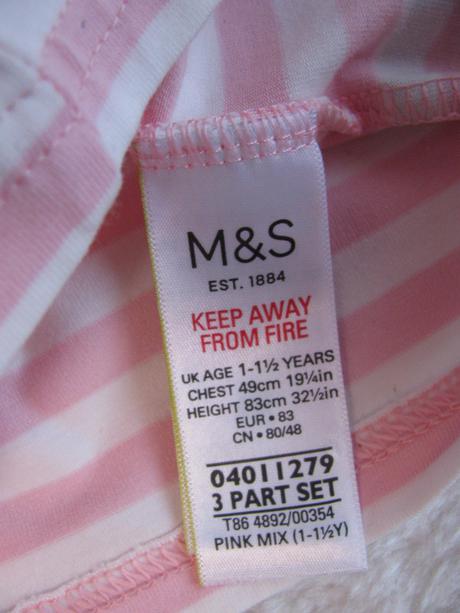 M&S
EST. 1884
KEEP AWAY
FROM FIRE
UK AGE 1-1½ YEARS
CHEST 49cm 19¼in
HEIGHT 83cm 32½in
EUR • 83
CN • 80/48
04011279
3 PART SET
T86 4892/00354
PINK MIX (1-1½Y)